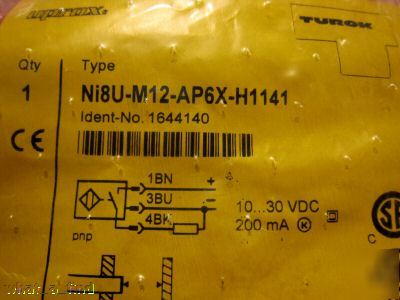 uprox®
TURCK
Qty
Type
1
Ni8U-M12-AP6X-H1141
Ident-No. 1644140
CE
1BN +
3BU -
4BK
pnp
10...30 VDC
200 mA K
C
what_a_find